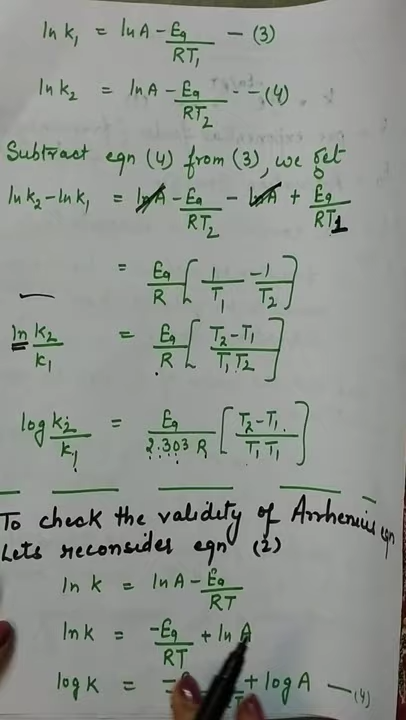 ln k₁ = ln A - Ea/RT₁ — (3)
ln k₂ = ln A - Ea/RT₂ -- (4)
Subtract eqn (4) from (3), we get
ln k₂ - ln k₁ = ln A - Ea/RT₂ - ln A + Ea/RT₁
= Ea/R [1/T₁ - 1/T₂]
ln k₂/k₁ = Ea/R [T₂-T₁/T₁T₂]
log k₂/k₁ = Ea/2.303 R [T₂-T₁/T₁T₁]
To check the validity of Arrhenius eqn
Lets reconsiders eqn (2)
ln k = ln A - Ea/RT
ln k = -Ea/RT + ln A
log k = + log A — (4)